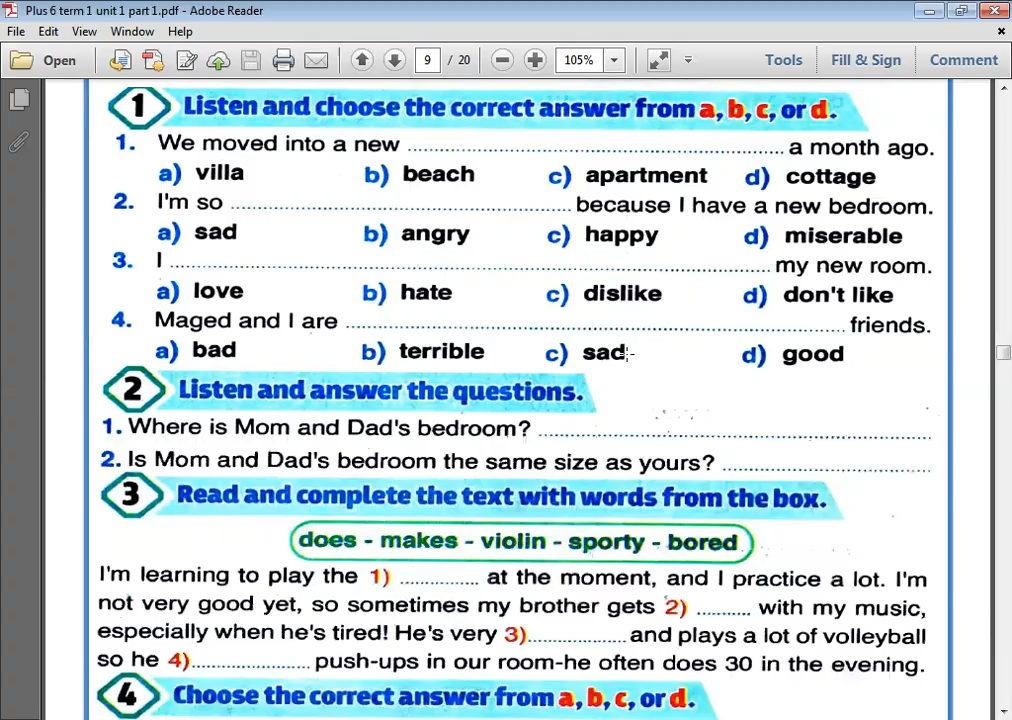 Plus 6 term 1 unit 1 part 1.pdf - Adobe Reader
File Edit View Window Help
Open 9 / 20 105% Tools Fill & Sign Comment
1 Listen and choose the correct answer from a, b, c, or d.
1. We moved into a new .................... a month ago.
a) villa b) beach c) apartment d) cottage
2. I'm so .................... because I have a new bedroom.
a) sad b) angry c) happy d) miserable
3. I .................... my new room.
a) love b) hate c) dislike d) don't like
4. Maged and I are .................... friends.
a) bad b) terrible c) sad d) good
2 Listen and answer the questions.
1. Where is Mom and Dad's bedroom? ....................
2. Is Mom and Dad's bedroom the same size as yours? ....................
3 Read and complete the text with words from the box.
does - makes - violin - sporty - bored
I'm learning to play the 1) ............. at the moment, and I practice a lot. I'm
not very good yet, so sometimes my brother gets 2) .......... with my music,
especially when he's tired! He's very 3)................ and plays a lot of volleyball
so he 4)................... push-ups in our room-he often does 30 in the evening.
4 Choose the correct answer from a, b, c, or d.